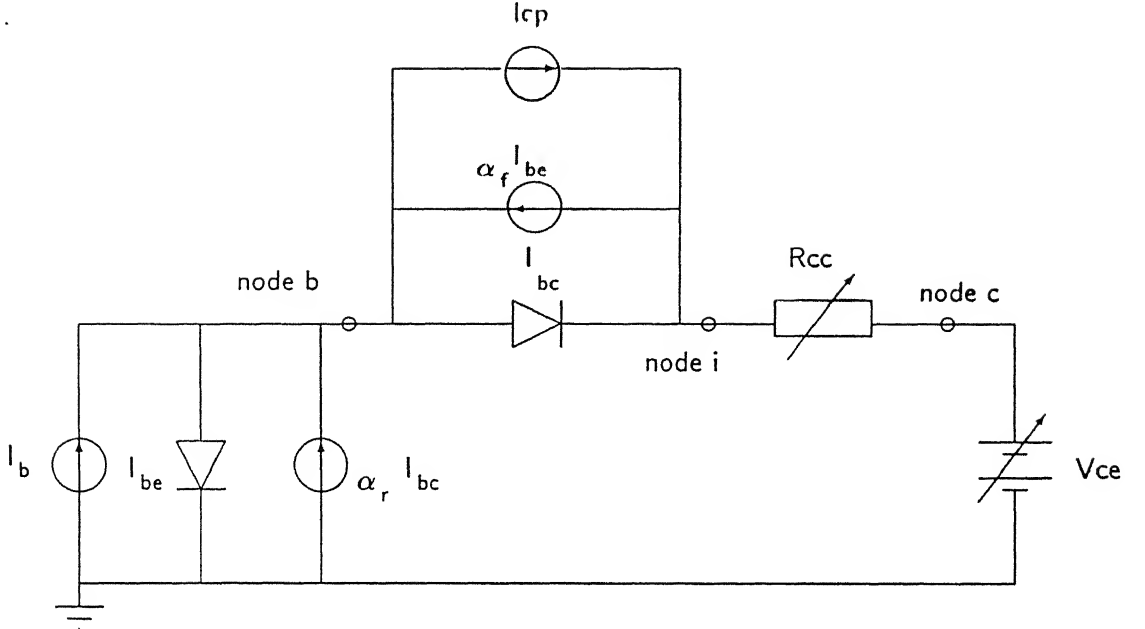 Icp
α f I be
I bc
node b
node i
Rcc
node c
I b
I be
α r I bc
Vce